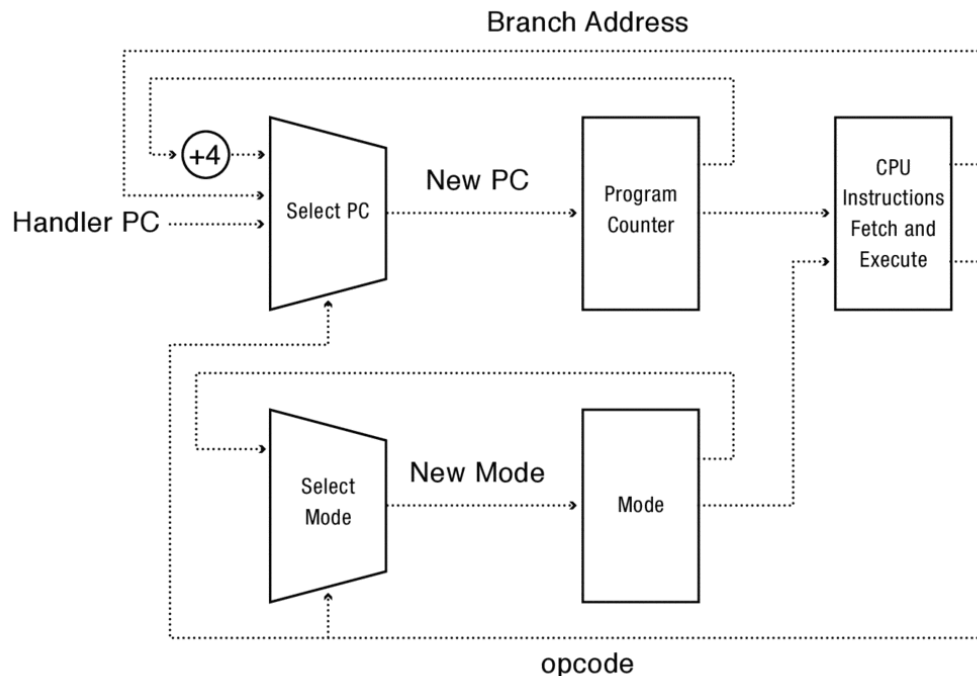 Branch Address
+4
Select PC
New PC
Program
Counter
CPU
Instructions
Fetch and
Execute
Handler PC
Select
Mode
New Mode
Mode
opcode